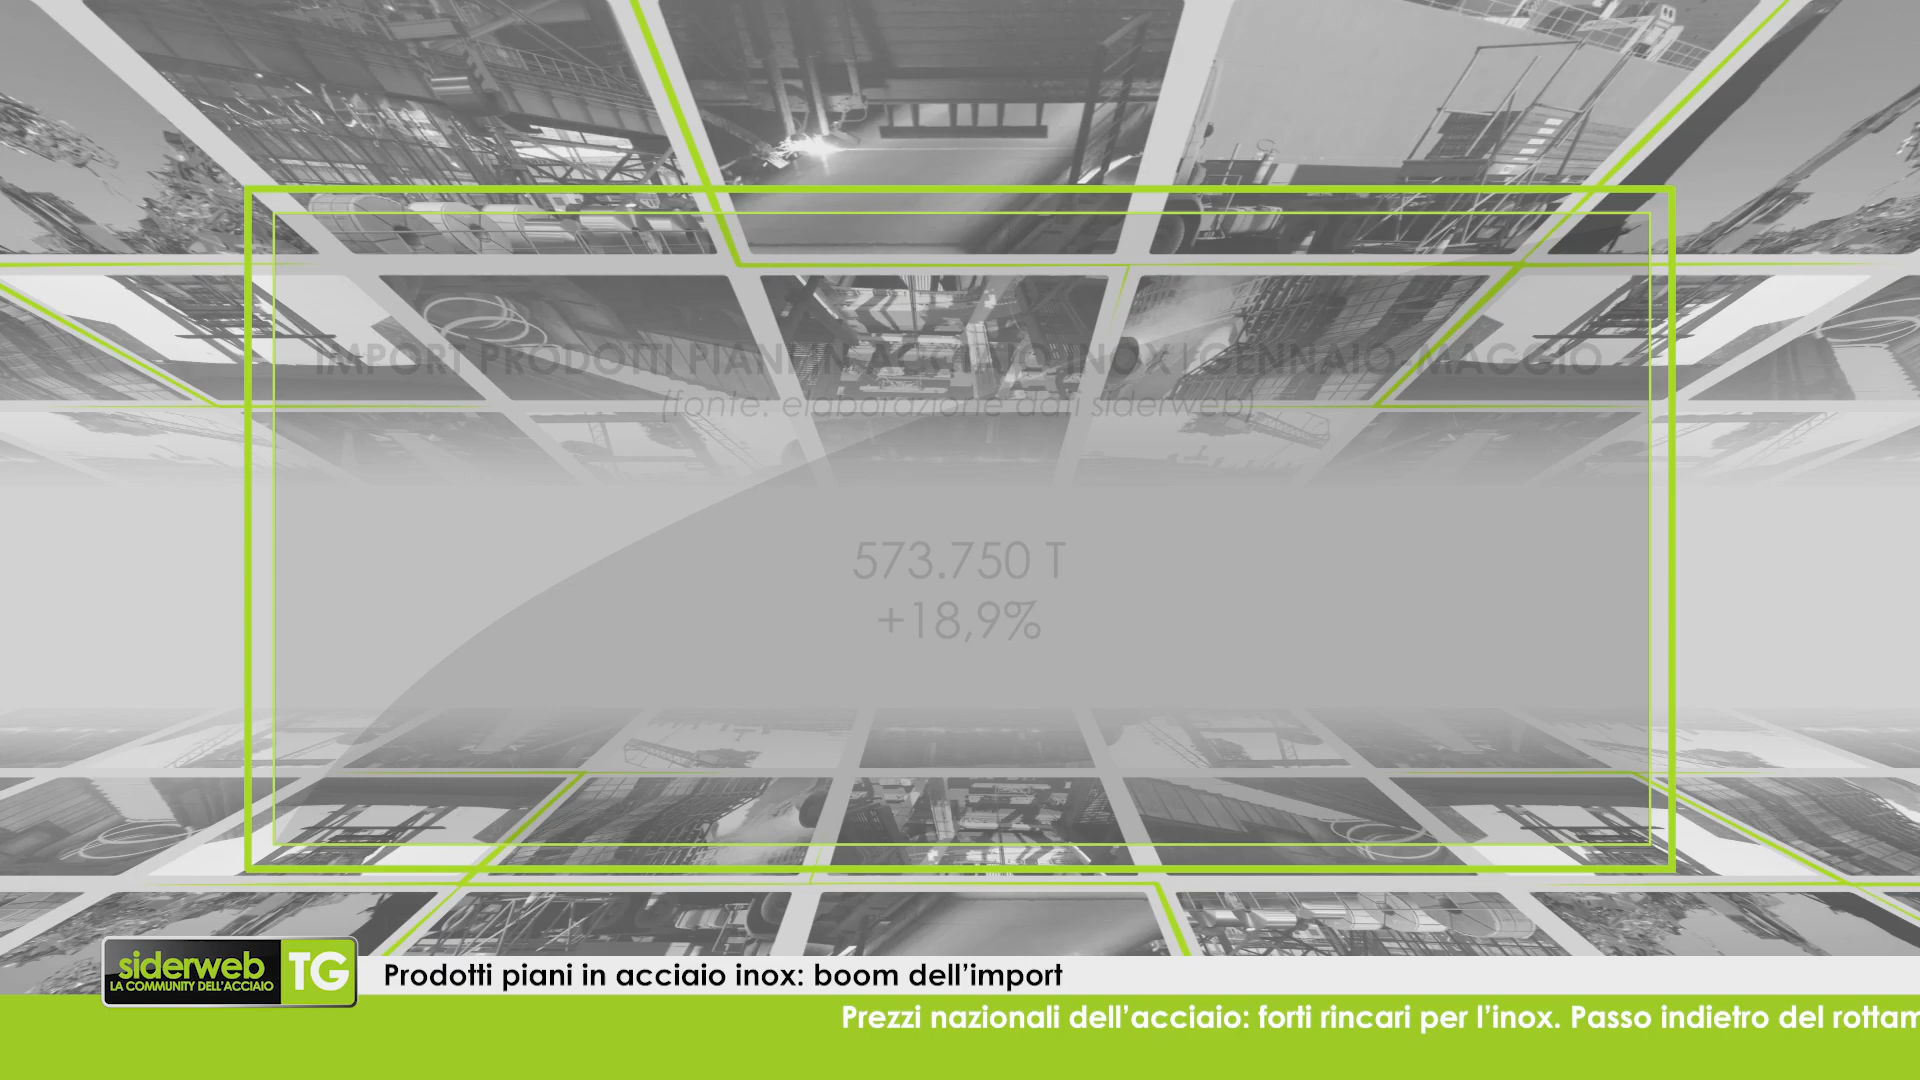 IMPORT PRODOTTI PIANI IN ACCIAIO INOX | GENNAIO-MAGGIO
(fonte: elaborazione dati siderweb)
573.750 T
+18,9%
siderweb TG
LA COMMUNITY DELL'ACCIAIO
Prodotti piani in acciaio inox: boom dell'import
Prezzi nazionali dell'acciaio: forti rincari per l'inox. Passo indietro del rottam